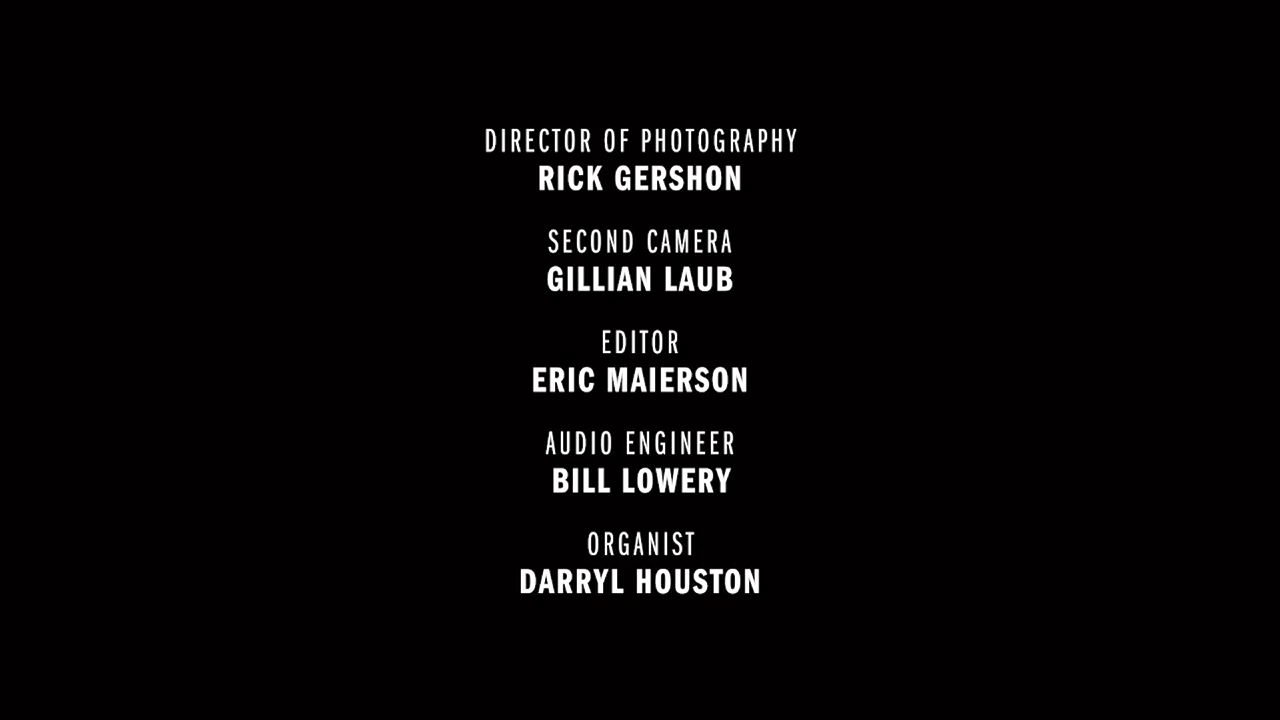 DIRECTOR OF PHOTOGRAPHY
RICK GERSHON
SECOND CAMERA
GILLIAN LAUB
EDITOR
ERIC MAIERSON
AUDIO ENGINEER
BILL LOWERY
ORGANIST
DARRYL HOUSTON